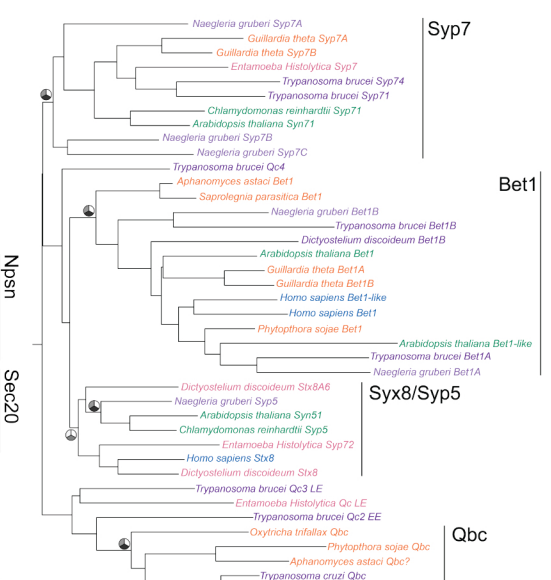 Naegleria gruberi Syp7A
Syp7
Guillardia theta Syp7A
Guillardia theta Syp7B
Entamoeba Histolytica Syp7
Trypanosoma brucei Syp74
Trypanosoma brucei Syp71
Chlamydomonas reinhardtii Syp71
Arabidopsis thaliana Syn71
Naegleria gruberi Syp7B
Naegleria gruberi Syp7C
Trypanosoma brucei Qc4
Aphanomyces astaci Bet1
Bet1
Saprolegnia parasitica Bet1
Naegleria gruberi Bet1B
Trypanosoma brucei Bet1B
Dictyostelium discoideum Bet1B
Arabidopsis thaliana Bet1
Guillardia theta Bet1A
Guillardia theta Bet1B
Homo sapiens Bet1-like
Homo sapiens Bet1
Phytopthora sojae Bet1
Arabidopsis thaliana Bet1-like
Trypanosoma brucei Bet1A
Naegleria gruberi Bet1A
Npsn
Sec20
Dictyostelium discoideum Stx8A6
Syx8/Syp5
Naegleria gruberi Syp5
Arabidopsis thaliana Syn51
Chlamydomonas reinhardtii Syp5
Entamoeba Histolytica Syp72
Homo sapiens Stx8
Dictyostelium discoideum Stx8
Trypanosoma brucei Qc3 LE
Entamoeba Histolytica Qc LE
Trypanosoma brucei Qc2 EE
Oxytricha trifallax Qbc
Qbc
Phytopthora sojae Qbc
Aphanomyces astaci Qbc?
Trypanosoma cruzi Qbc